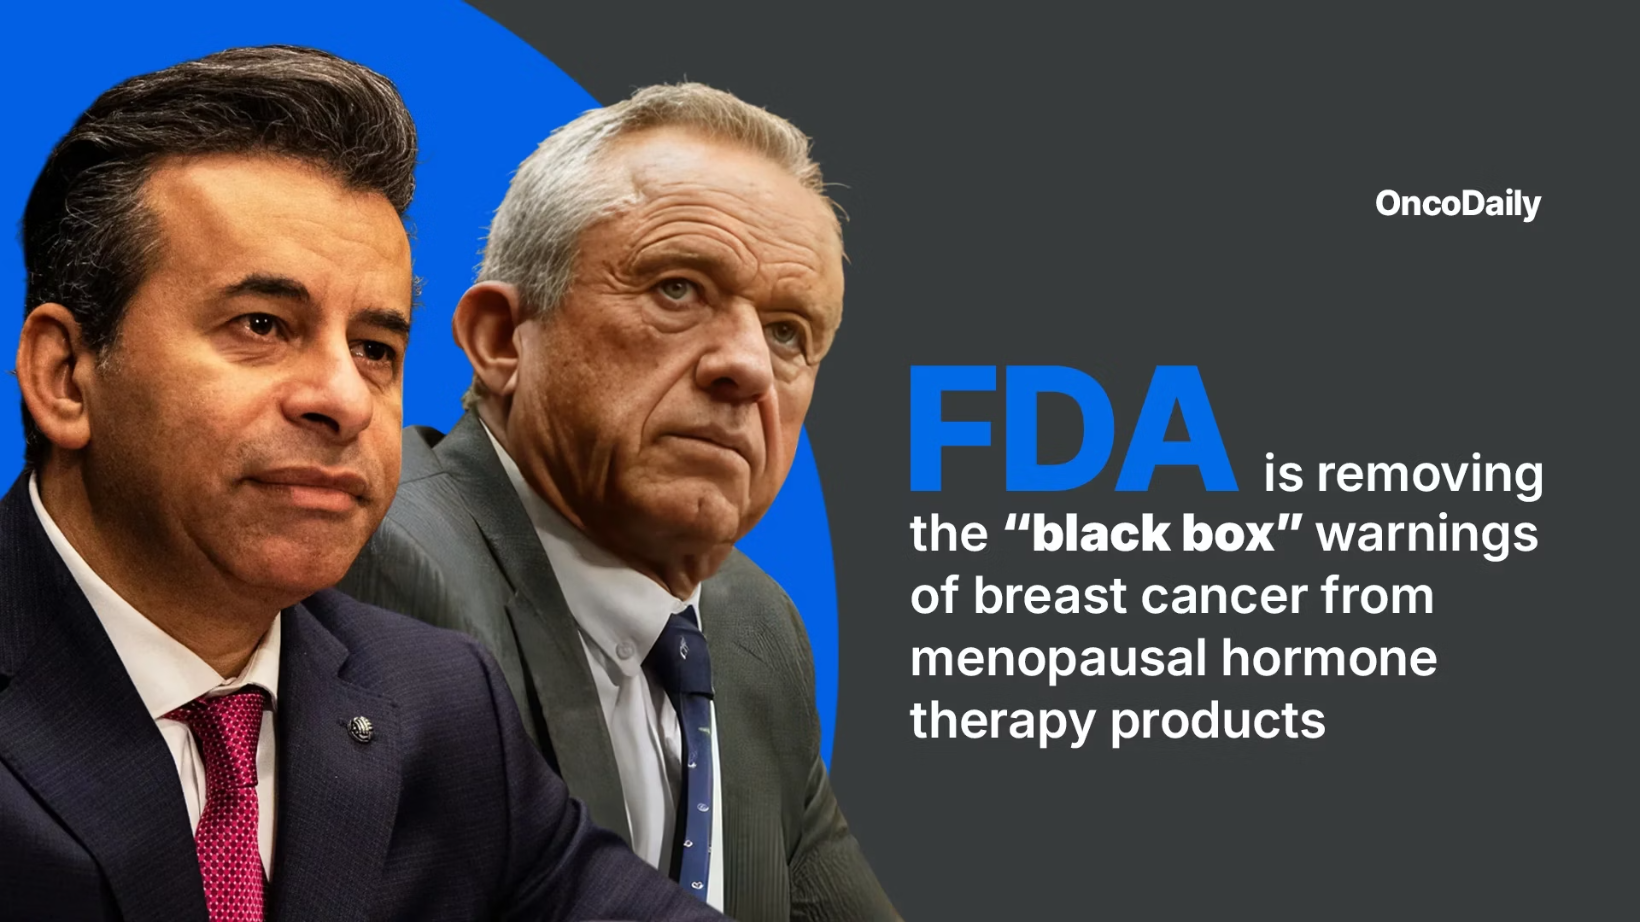 OncoDaily
FDA is removing
the “black box” warnings
of breast cancer from
menopausal hormone
therapy products